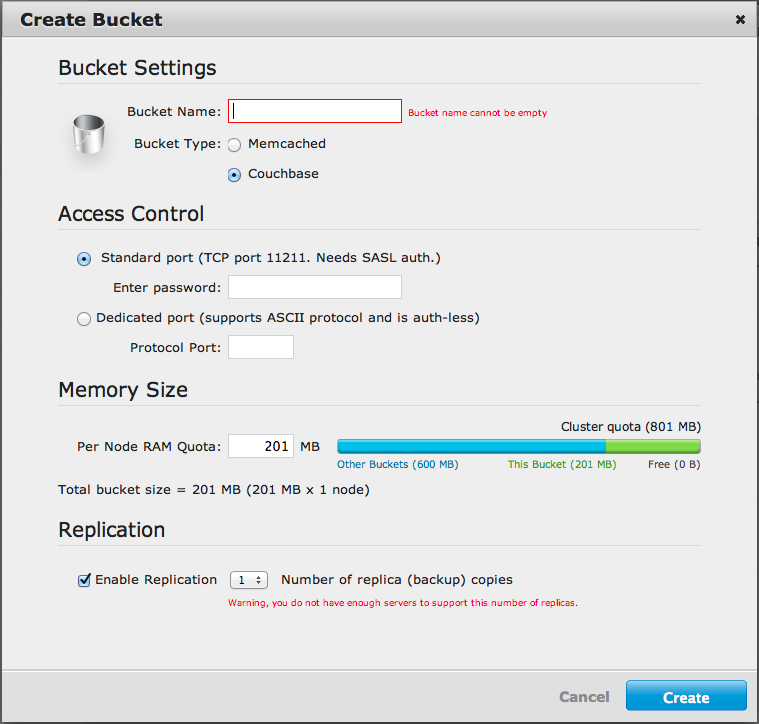 Create Bucket
Bucket Settings
Bucket Name: Bucket name cannot be empty
Bucket Type: Memcached
Couchbase
Access Control
Standard port (TCP port 11211. Needs SASL auth.)
Enter password:
Dedicated port (supports ASCII protocol and is auth-less)
Protocol Port:
Memory Size
Cluster quota (801 MB)
Per Node RAM Quota: 201 MB
Other Buckets (600 MB) This Bucket (201 MB) Free (0 B)
Total bucket size = 201 MB (201 MB x 1 node)
Replication
Enable Replication 1 Number of replica (backup) copies
Warning, you do not have enough servers to support this number of replicas.
Cancel Create